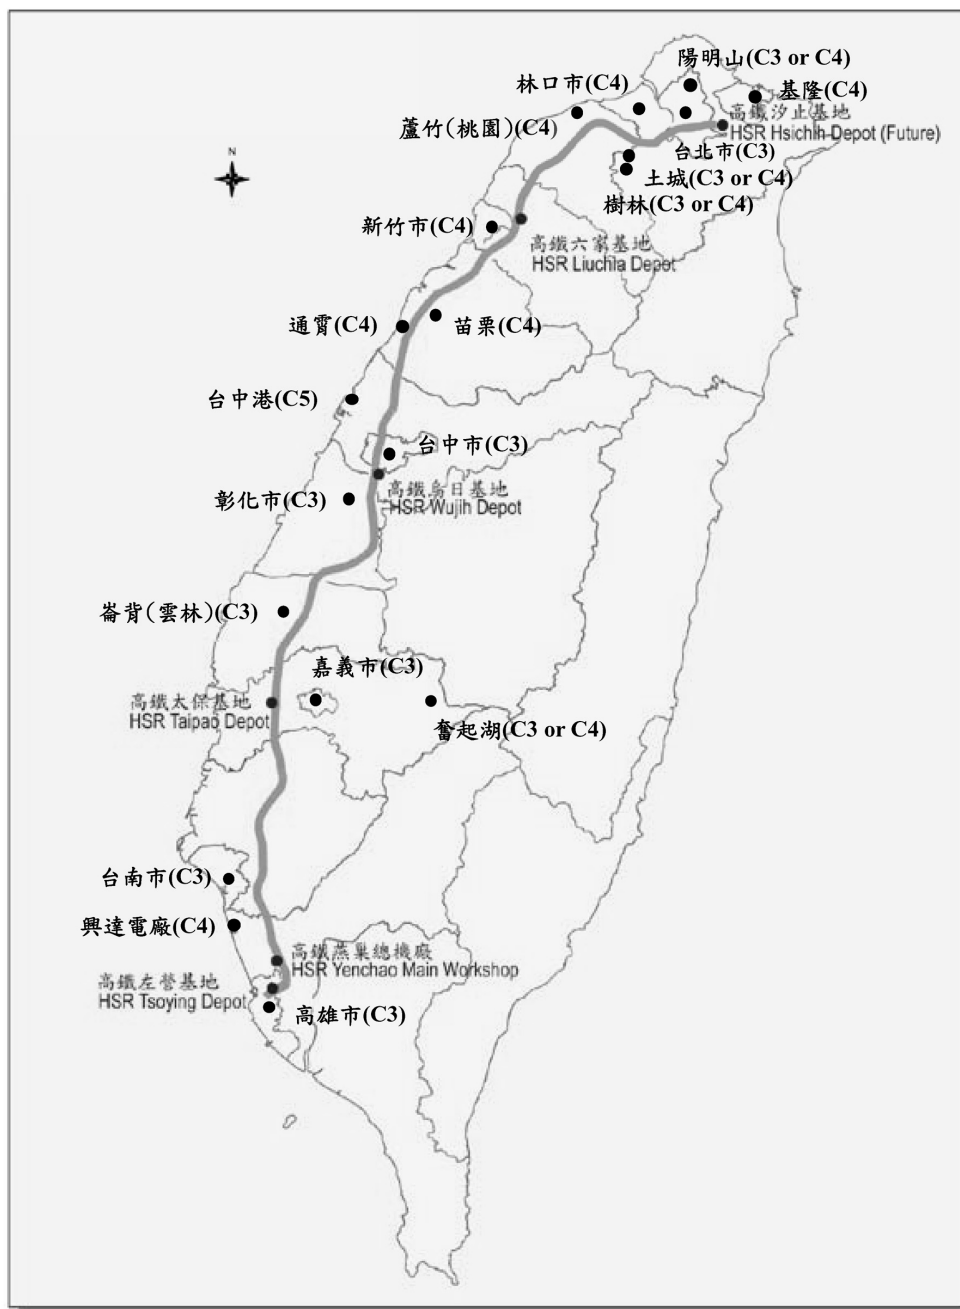 陽明山(C3 or C4)
林口市(C4)
基隆(C4)
高鐵汐止基地
HSR Hsichih Depot (Future)
蘆竹(桃園)(C4)
台北市(C3)
土城(C3 or C4)
樹林(C3 or C4)
N
新竹市(C4)
高鐵六家基地
HSR Liuchia Depot
通霄(C4)
苗栗(C4)
台中港(C5)
台中市(C3)
高鐵烏日基地
HSR Wujih Depot
彰化市(C3)
崙背(雲林)(C3)
嘉義市(C3)
高鐵太保基地
HSR Taipao Depot
奮起湖(C3 or C4)
台南市(C3)
興達電廠(C4)
高鐵燕巢總機廠
HSR Yenchao Main Workshop
高鐵左營基地
HSR Tsoying Depot
高雄市(C3)